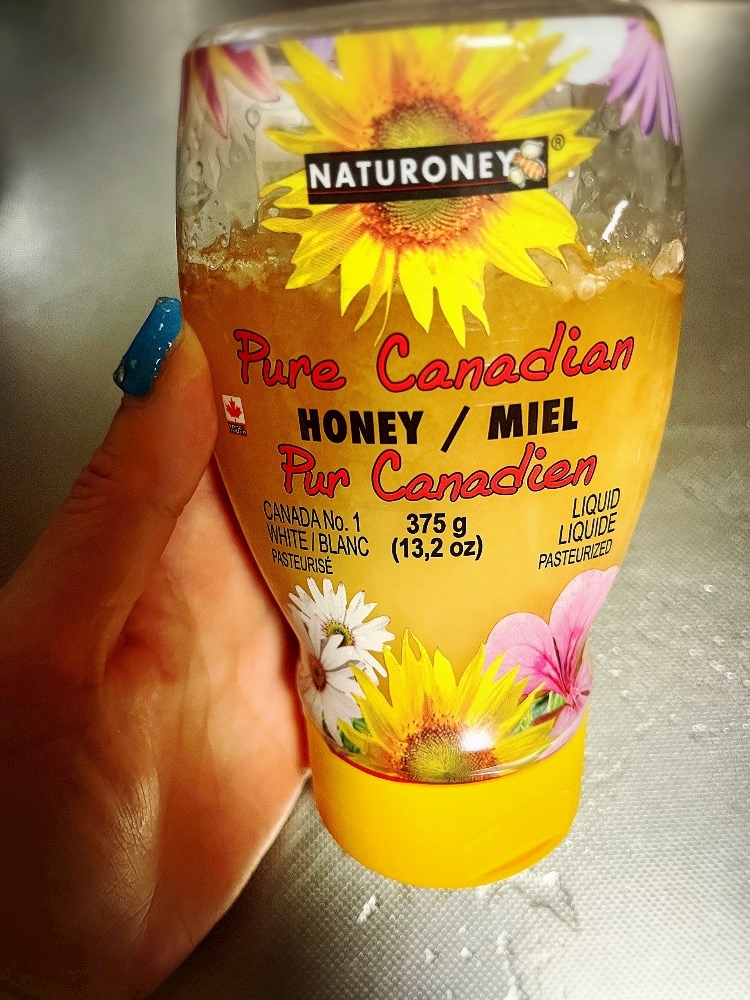 NATURONEY®
Pure Canadian
HONEY / MIEL
Pur Canadien
CANADA No. 1
WHITE / BLANC
PASTEURISÉ
375 g
(13,2 oz)
LIQUID
LIQUIDE
PASTEURIZED